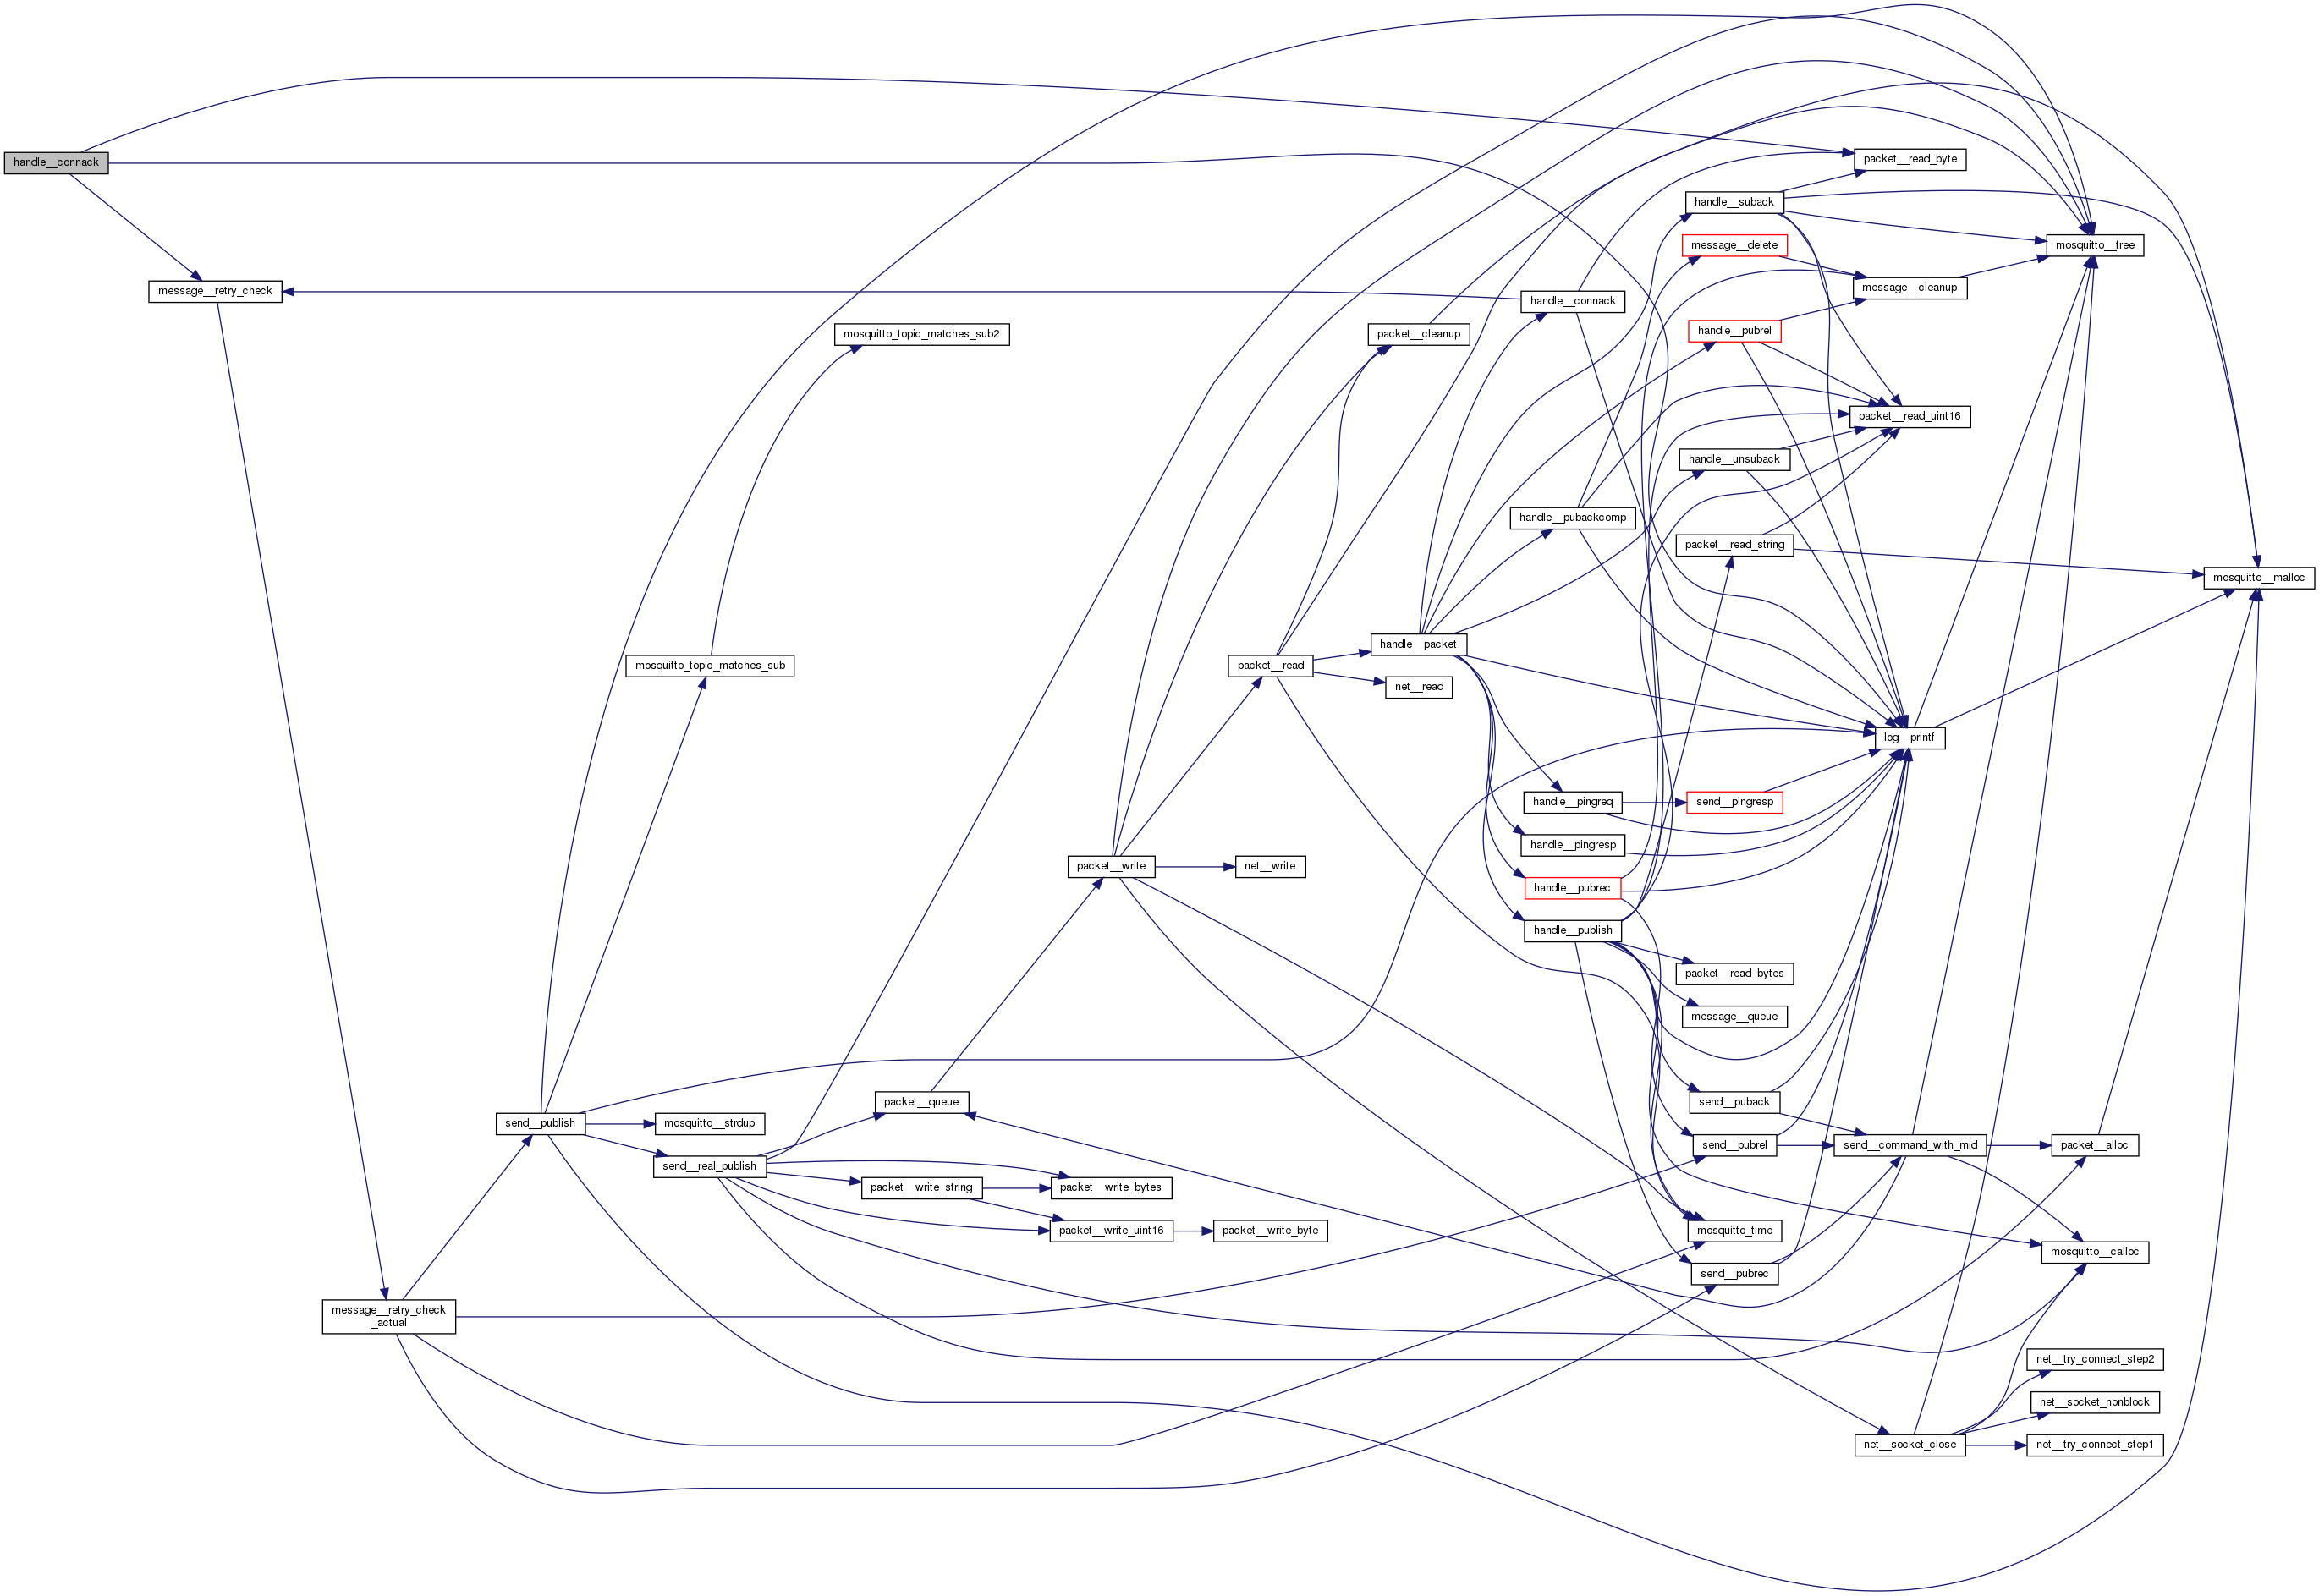 handle__connack
message__retry_check
message__retry_check
_actual
mosquitto_topic_matches_sub2
mosquitto_topic_matches_sub
send__publish
mosquitto__strdup
send__real_publish
packet__queue
packet__write_string
packet__write_bytes
packet__write_uint16
packet__write_byte
packet__write
net__write
packet__cleanup
packet__read
handle__packet
net__read
handle__connack
handle__pubackcomp
handle__pingreq
handle__pingresp
handle__pubrec
handle__publish
handle__suback
message__delete
handle__pubrel
handle__unsuback
packet__read_string
send__pingresp
packet__read_bytes
message__queue
send__puback
send__pubrel
mosquitto_time
send__pubrec
packet__read_byte
message__cleanup
packet__read_uint16
log__printf
send__command_with_mid
net__socket_close
mosquitto__free
mosquitto__malloc
packet__alloc
mosquitto__calloc
net__try_connect_step2
net__socket_nonblock
net__try_connect_step1